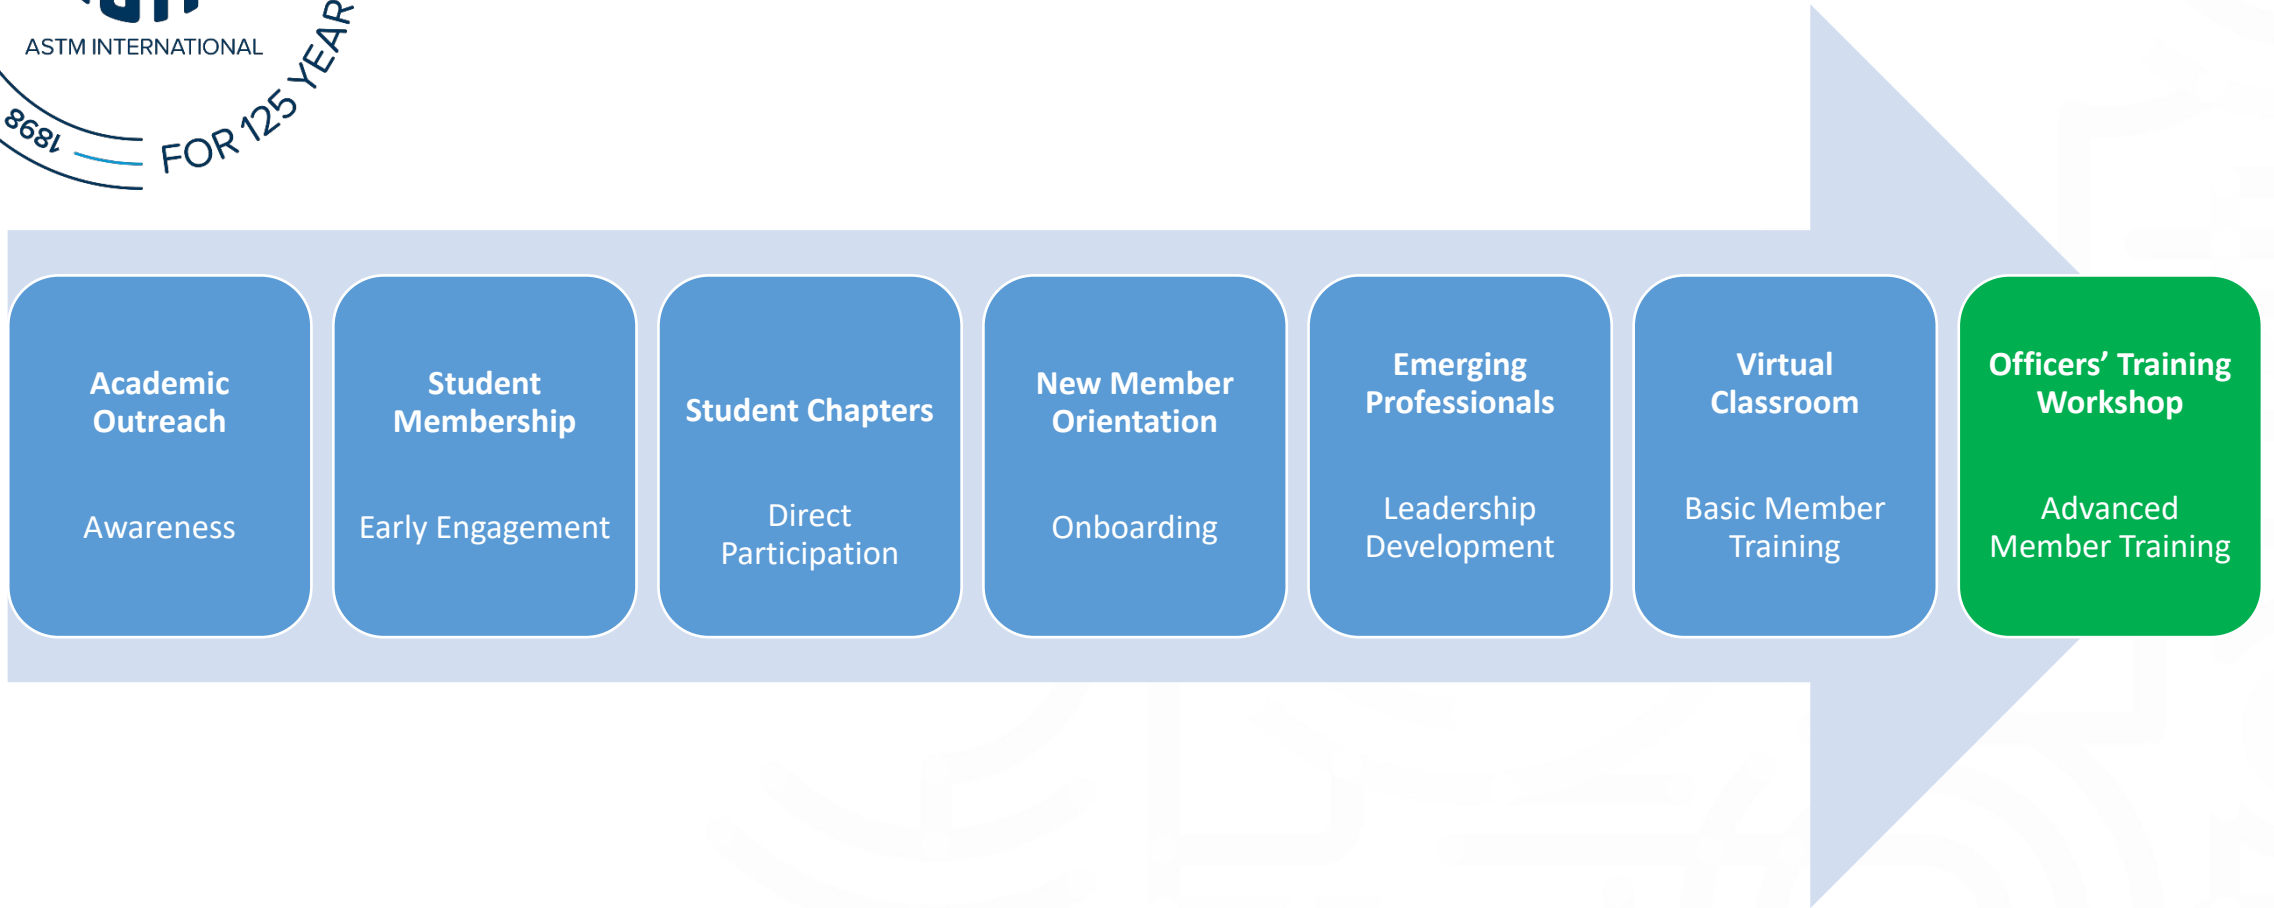 ASTM INTERNATIONAL
1898
FOR 125 YEAR
Academic
Outreach
Awareness
Student
Membership
Early Engagement
Student Chapters
Direct
Participation
New Member
Orientation
Onboarding
Emerging
Professionals
Leadership
Development
Virtual
Classroom
Basic Member
Training
Officers’ Training
Workshop
Advanced
Member Training